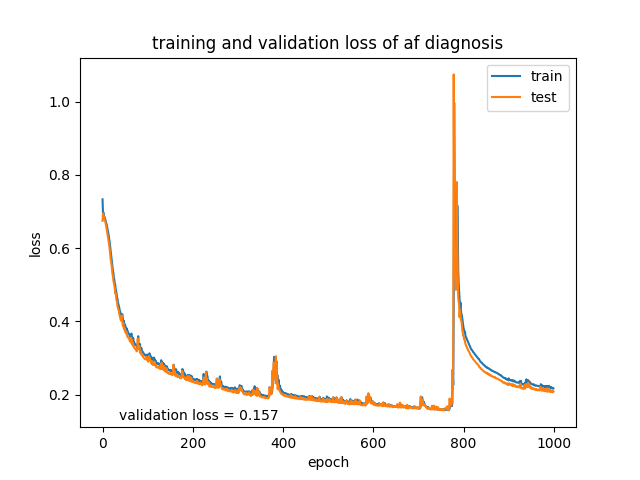 training and validation loss of af diagnosis
train
test
1.0
0.8
0.6
0.4
0.2
loss
validation loss = 0.157
0
200
400
600
800
1000
epoch